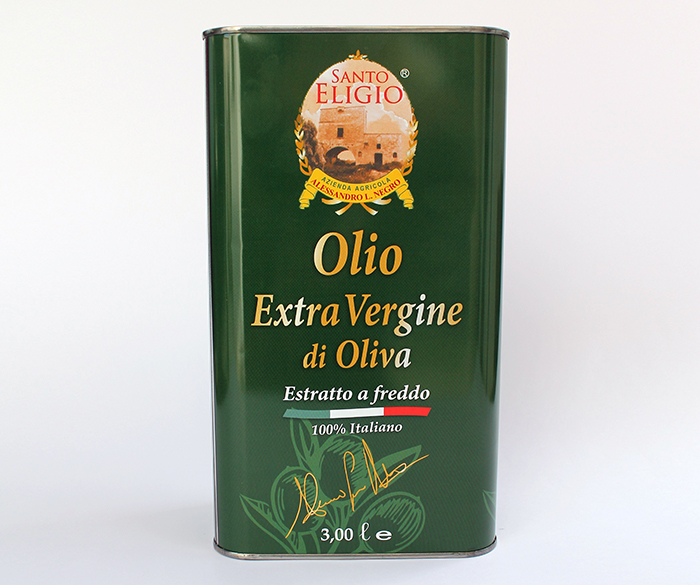 SANTO
ELIGIO ®
AZIENDA AGRICOLA
ALESSANDRO L. NEGRO
Olio
Extra Vergine
di Oliva
Estratto a freddo
100% Italiano
3,00 ℓ ℮